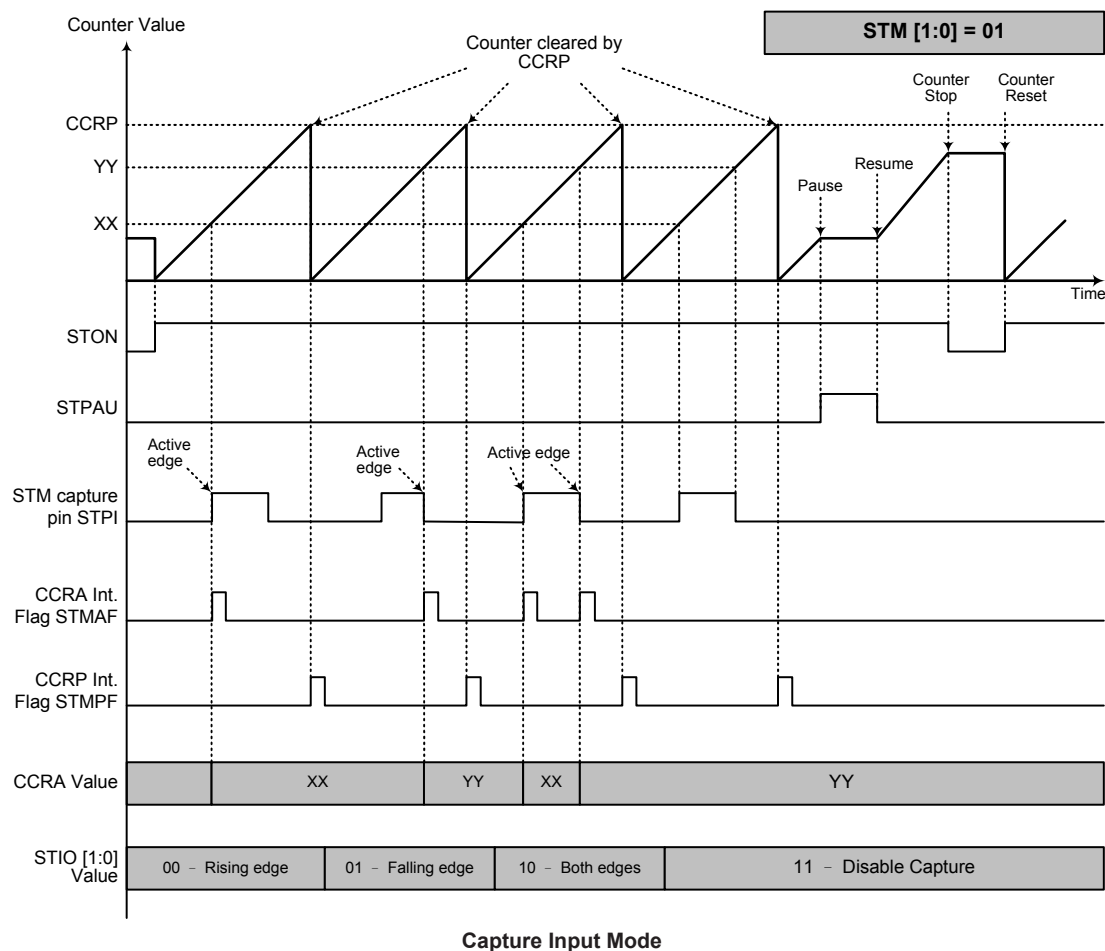 Counter Value
STM [1:0] = 01
Counter cleared by
CCRP
Counter
Stop
Counter
Reset
CCRP
YY
Resume
Pause
XX
Time
STON
STPAU
Active
edge
Active
edge
Active edge
STM capture
pin STPI
CCRA Int.
Flag STMAF
CCRP Int.
Flag STMPF
CCRA Value
XX
YY
XX
YY
STIO [1:0]
Value
00 – Rising edge
01 – Falling edge
10 – Both edges
11 – Disable Capture
Capture Input Mode